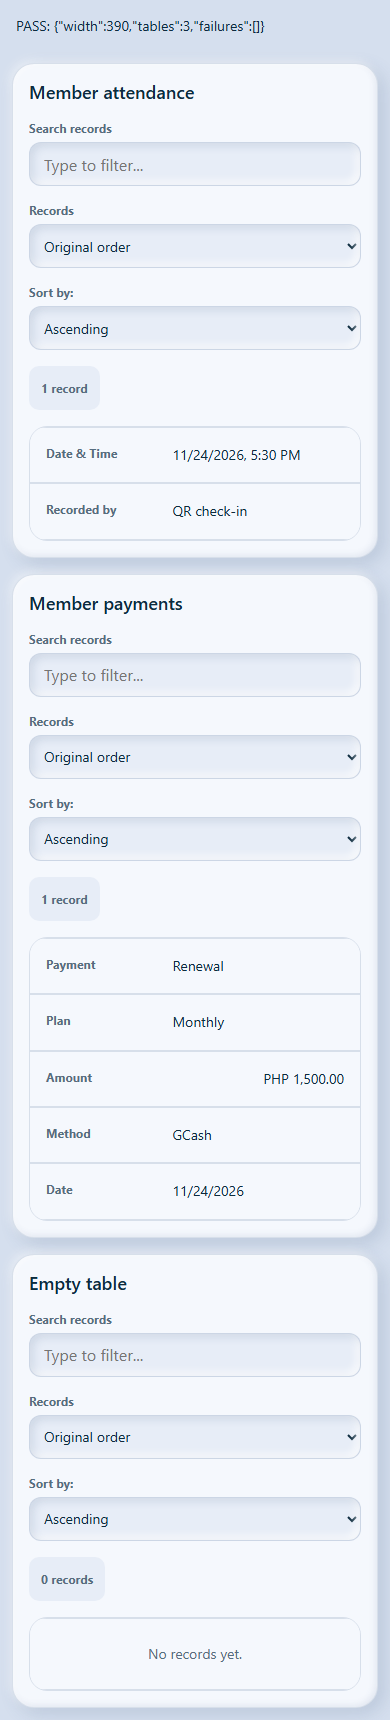 PASS: {"width":390,"tables":3,"failures":[]}
Member attendance
Search records
Type to filter...
Records
Original order
Sort by:
Ascending
1 record
Date & Time 11/24/2026, 5:30 PM
Recorded by QR check-in
Member payments
Search records
Type to filter...
Records
Original order
Sort by:
Ascending
1 record
Payment Renewal
Plan Monthly
Amount PHP 1,500.00
Method GCash
Date 11/24/2026
Empty table
Search records
Type to filter...
Records
Original order
Sort by:
Ascending
0 records
No records yet.